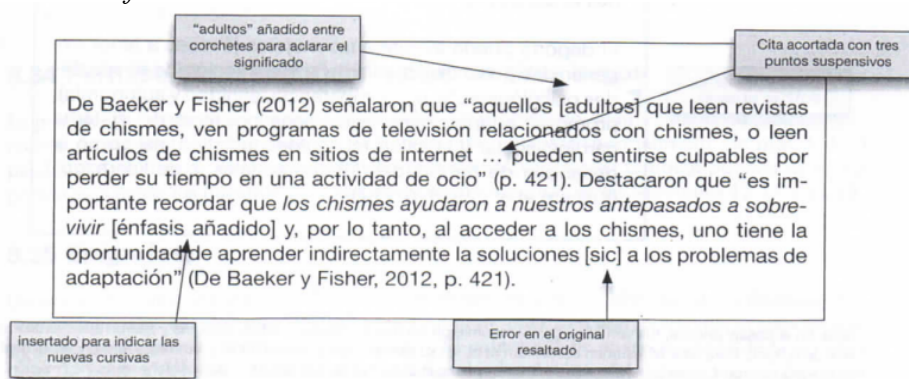 "adultos" añadido entre
corchetes para aclarar el
significado
Cita acortada con tres
puntos suspensivos
De Baeker y Fisher (2012) señalaron que "aquellos [adultos] que leen revistas
de chismes, ven programas de televisión relacionados con chismes, o leen
artículos de chismes en sitios de internet ... pueden sentirse culpables por
perder su tiempo en una actividad de ocio" (p. 421). Destacaron que "es im-
portante recordar que los chismes ayudaron a nuestros antepasados a sobre-
vivir [énfasis añadido] y, por lo tanto, al acceder a los chismes, uno tiene la
oportunidad de aprender indirectamente la soluciones [sic] a los problemas de
adaptación" (De Baeker y Fisher, 2012, p. 421).
insertado para indicar las
nuevas cursivas
Error en el original
resaltado